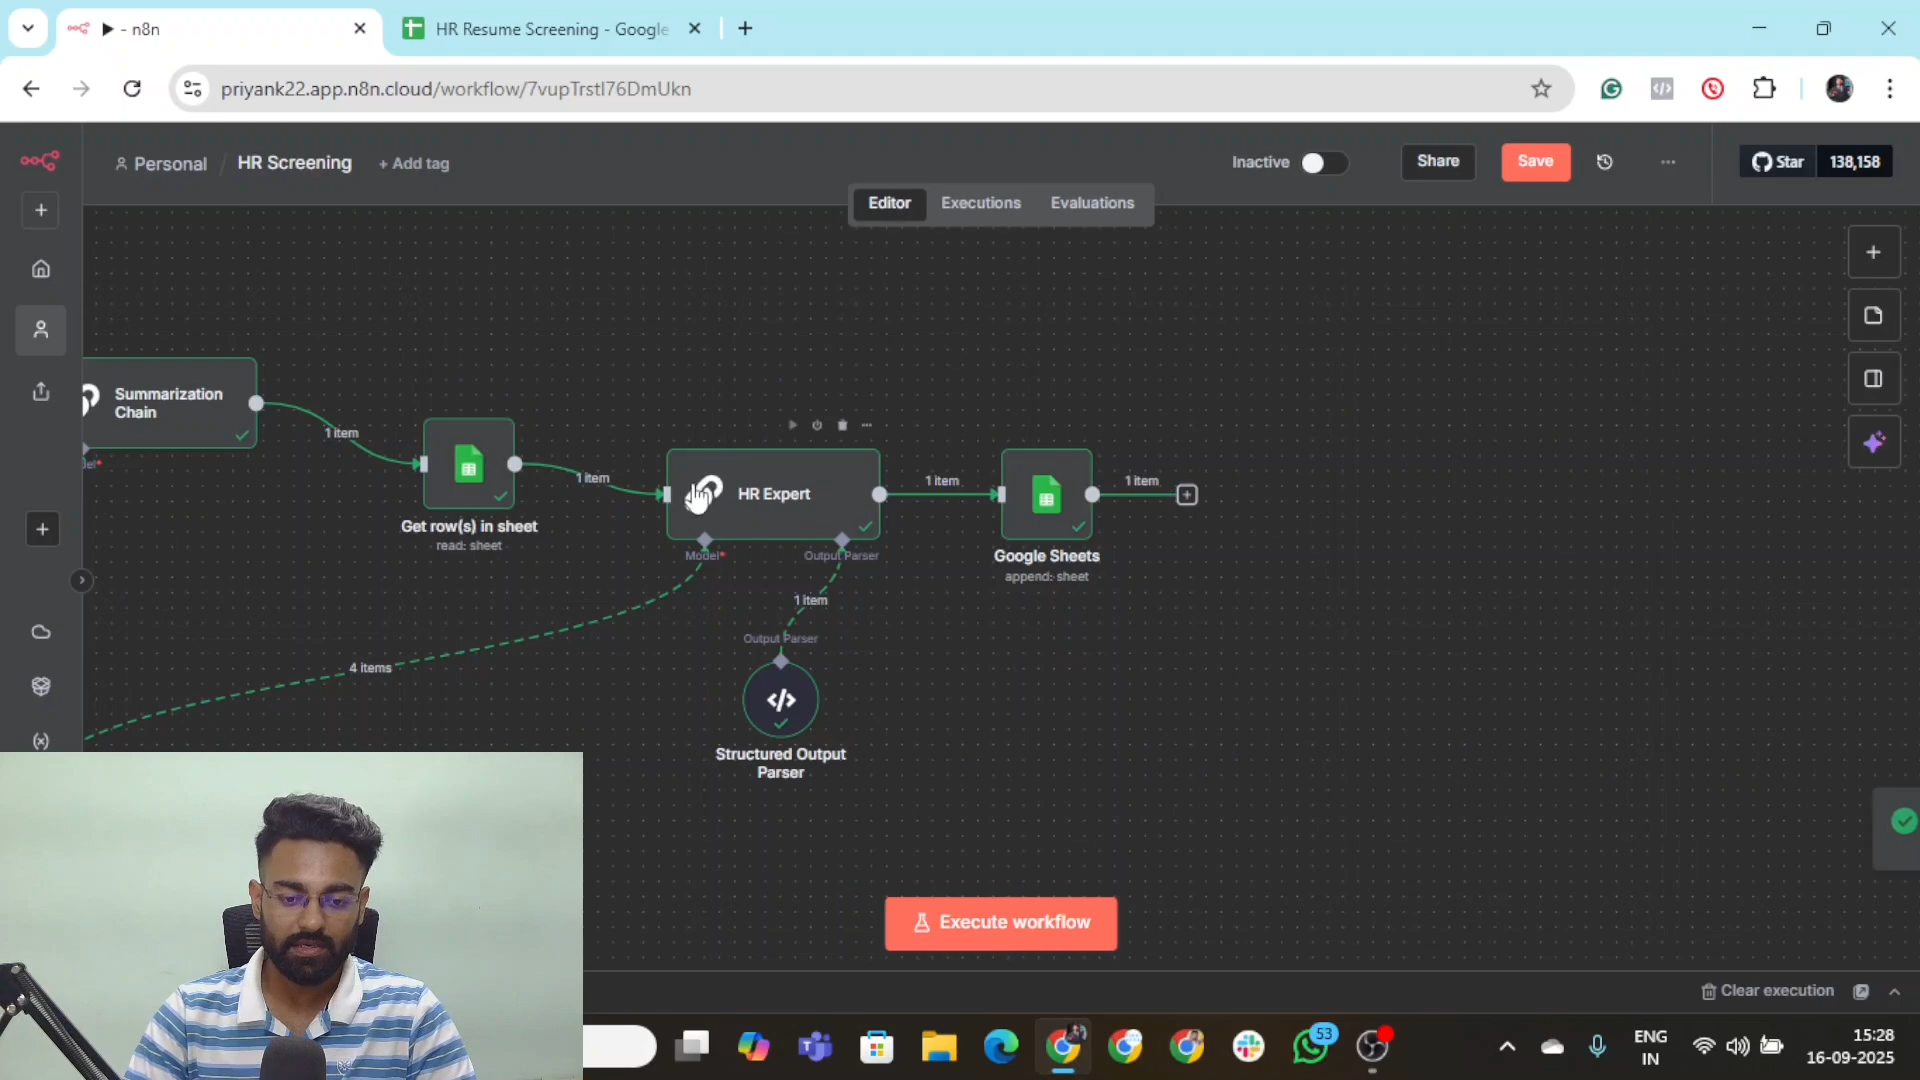 ▶ - n8n
HR Resume Screening - Google
priyank22.app.n8n.cloud/workflow/7vupTrstI76DmUkn
Personal / HR Screening + Add tag
Inactive
Share
Save
Star 138,158
Editor
Executions
Evaluations
Summarization
Chain
1 item
Get row(s) in sheet
read: sheet
1 item
HR Expert
Model*
Output Parser
1 item
Google Sheets
append: sheet
1 item
1 item
Output Parser
Structured Output
Parser
4 items
Execute workflow
Clear execution
53
ENG
IN
15:28
16-09-2025